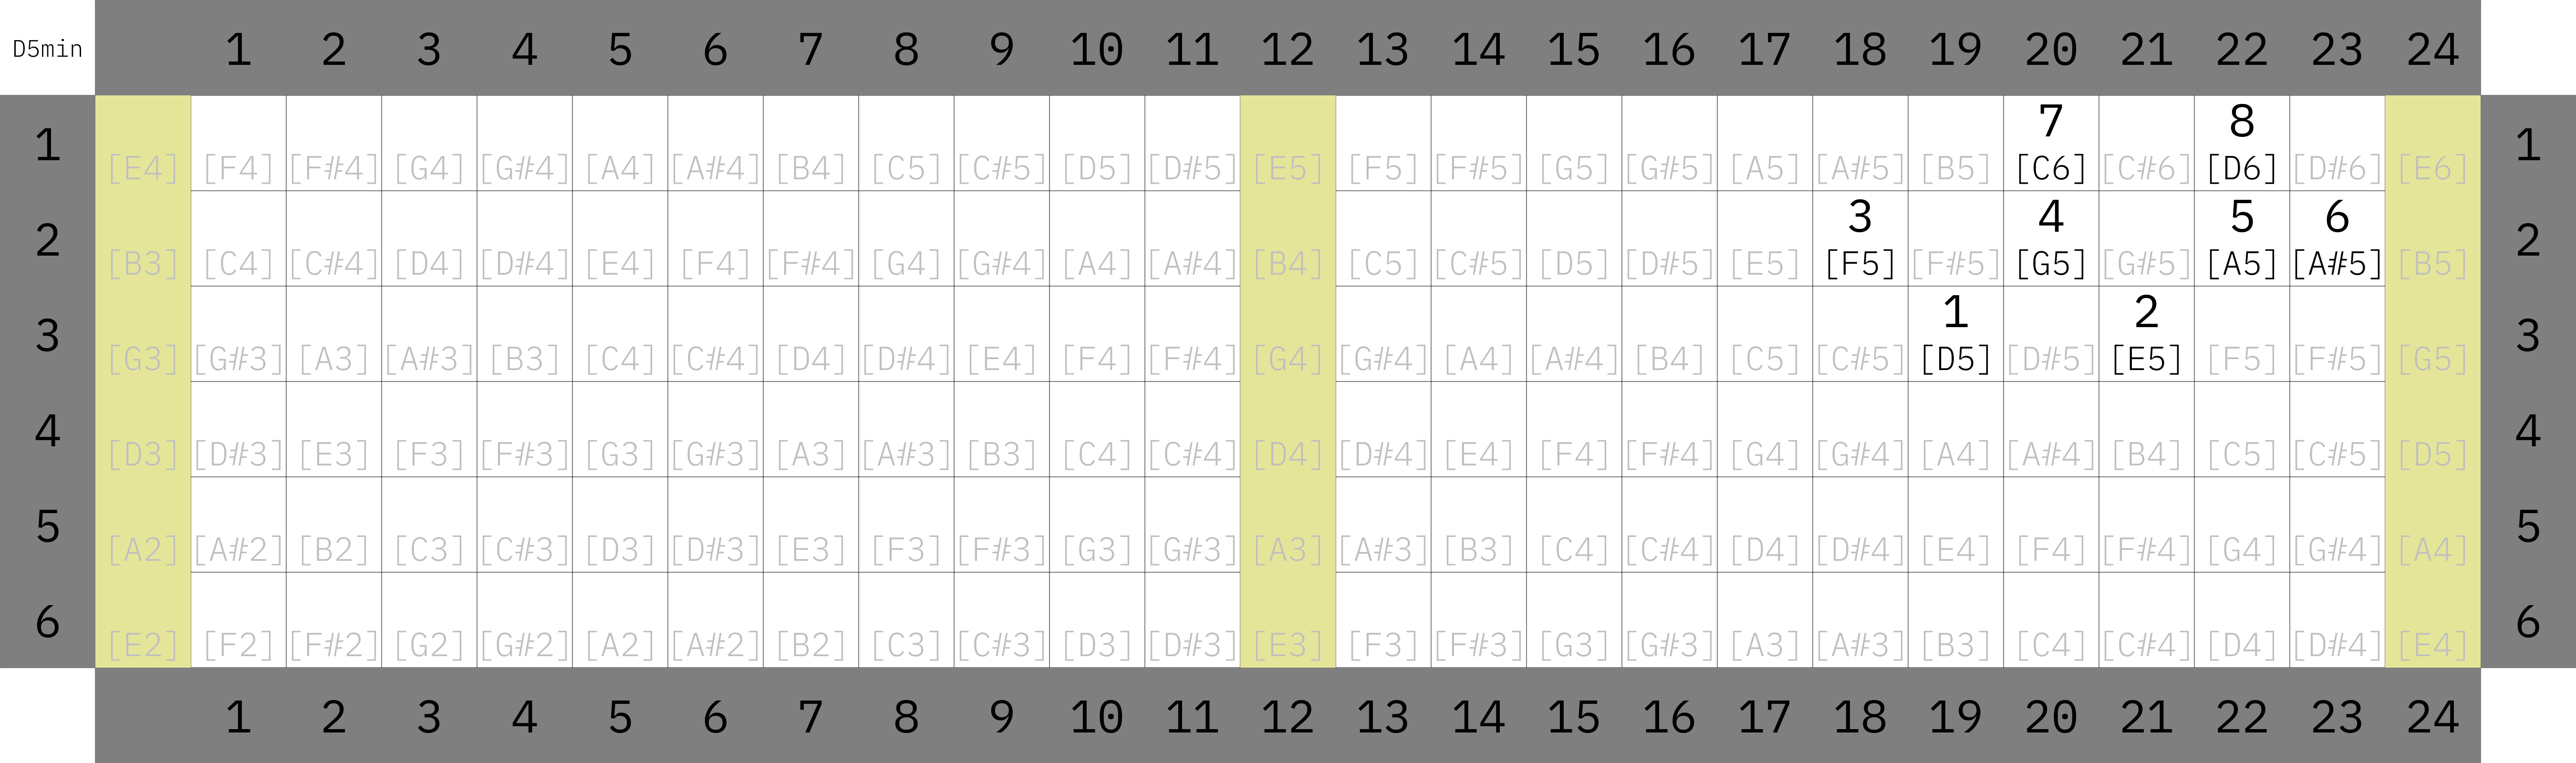 D5min 1 2 3 4 5 6 7 8 9 10 11 12 13 14 15 16 17 18 19 20 21 22 23 24
7 8
1 [E4] [F4] [F#4] [G4] [G#4] [A4] [A#4] [B4] [C5] [C#5] [D5] [D#5] [E5] [F5] [F#5] [G5] [G#5] [A5] [A#5] [B5] [C6] [C#6] [D6] [D#6] [E6] 1
3 4 5 6
2 [B3] [C4] [C#4] [D4] [D#4] [E4] [F4] [F#4] [G4] [G#4] [A4] [A#4] [B4] [C5] [C#5] [D5] [D#5] [E5] [F5] [F#5] [G5] [G#5] [A5] [A#5] [B5] 2
1 2
3 [G3] [G#3] [A3] [A#3] [B3] [C4] [C#4] [D4] [D#4] [E4] [F4] [F#4] [G4] [G#4] [A4] [A#4] [B4] [C5] [C#5] [D5] [D#5] [E5] [F5] [F#5] [G5] 3
4 [D3] [D#3] [E3] [F3] [F#3] [G3] [G#3] [A3] [A#3] [B3] [C4] [C#4] [D4] [D#4] [E4] [F4] [F#4] [G4] [G#4] [A4] [A#4] [B4] [C5] [C#5] [D5] 4
5 [A2] [A#2] [B2] [C3] [C#3] [D3] [D#3] [E3] [F3] [F#3] [G3] [G#3] [A3] [A#3] [B3] [C4] [C#4] [D4] [D#4] [E4] [F4] [F#4] [G4] [G#4] [A4] 5
6 [E2] [F2] [F#2] [G2] [G#2] [A2] [A#2] [B2] [C3] [C#3] [D3] [D#3] [E3] [F3] [F#3] [G3] [G#3] [A3] [A#3] [B3] [C4] [C#4] [D4] [D#4] [E4] 6
1 2 3 4 5 6 7 8 9 10 11 12 13 14 15 16 17 18 19 20 21 22 23 24